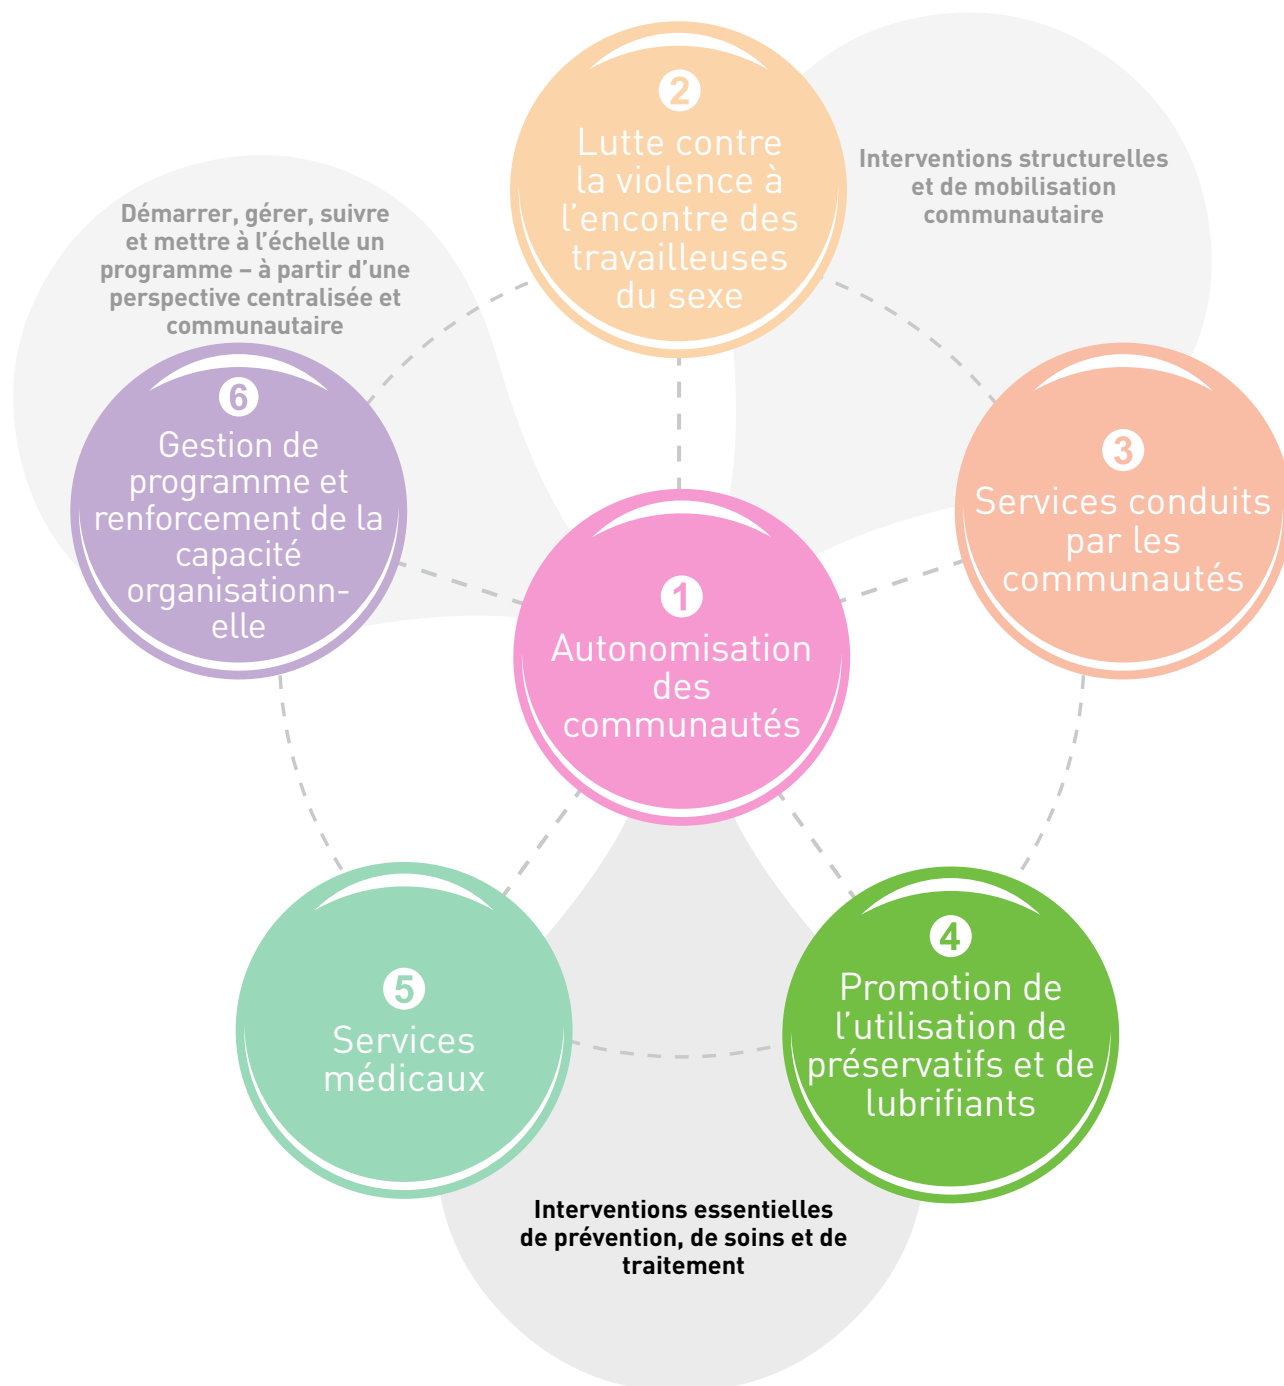 2
Lutte contre
la violence à
l’encontre des
travailleuses
du sexe
Interventions structurelles
et de mobilisation
communautaire
Démarrer, gérer, suivre
et mettre à l’échelle un
programme – à partir d’une
perspective centralisée et
communautaire
6
Gestion de
programme et
renforcement de la
capacité
organisationn-
elle
3
Services conduits
par les
communautés
1
Autonomisation
des
communautés
5
Services
médicaux
4
Promotion de
l’utilisation de
préservatifs et de
lubrifiants
Interventions essentielles
de prévention, de soins et de
traitement